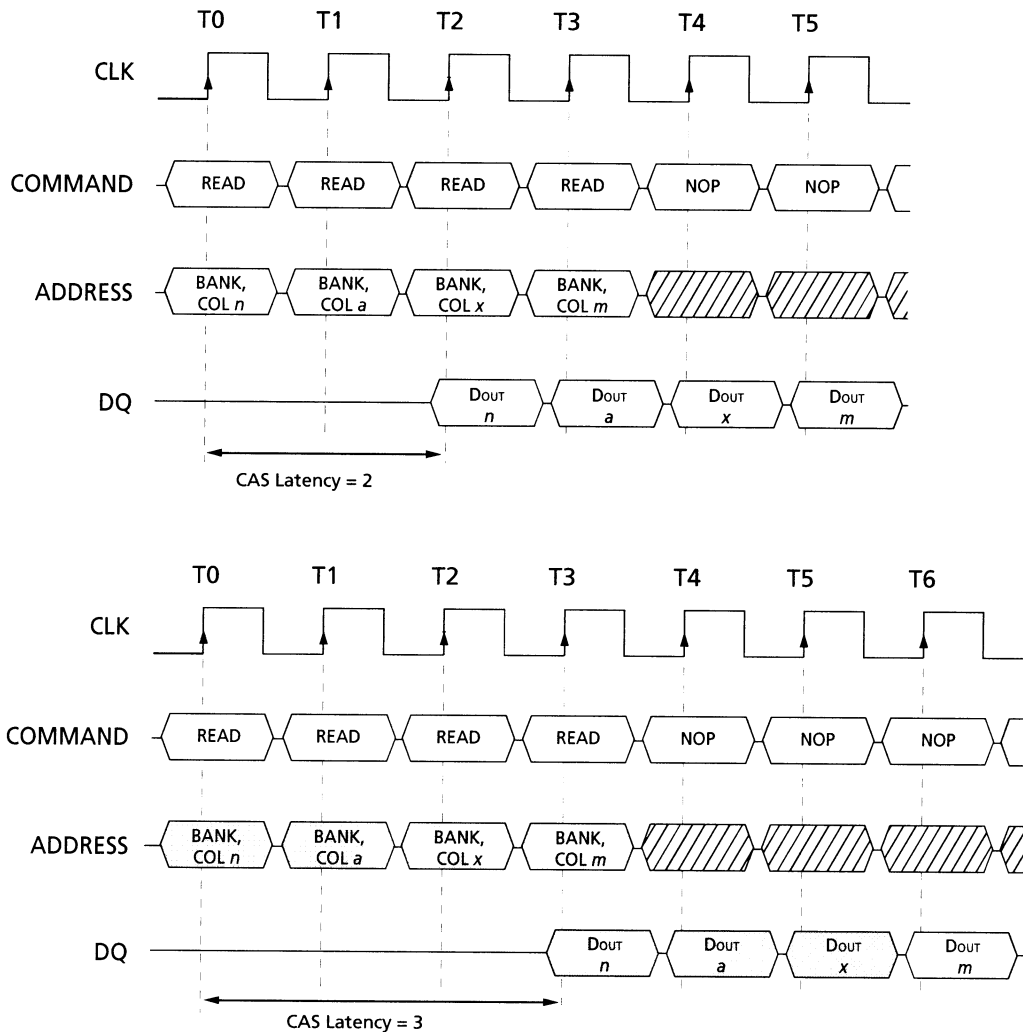 T0 T1 T2 T3 T4 T5
CLK
COMMAND READ READ READ READ NOP NOP
ADDRESS
BANK, BANK, BANK, BANK,
COL n COL a COL x COL m
DQ
DOUT DOUT DOUT DOUT
n a x m
CAS Latency = 2
T0 T1 T2 T3 T4 T5 T6
CLK
COMMAND READ READ READ READ NOP NOP NOP
ADDRESS
BANK, BANK, BANK, BANK,
COL n COL a COL x COL m
DQ
DOUT DOUT DOUT DOUT
n a x m
CAS Latency = 3